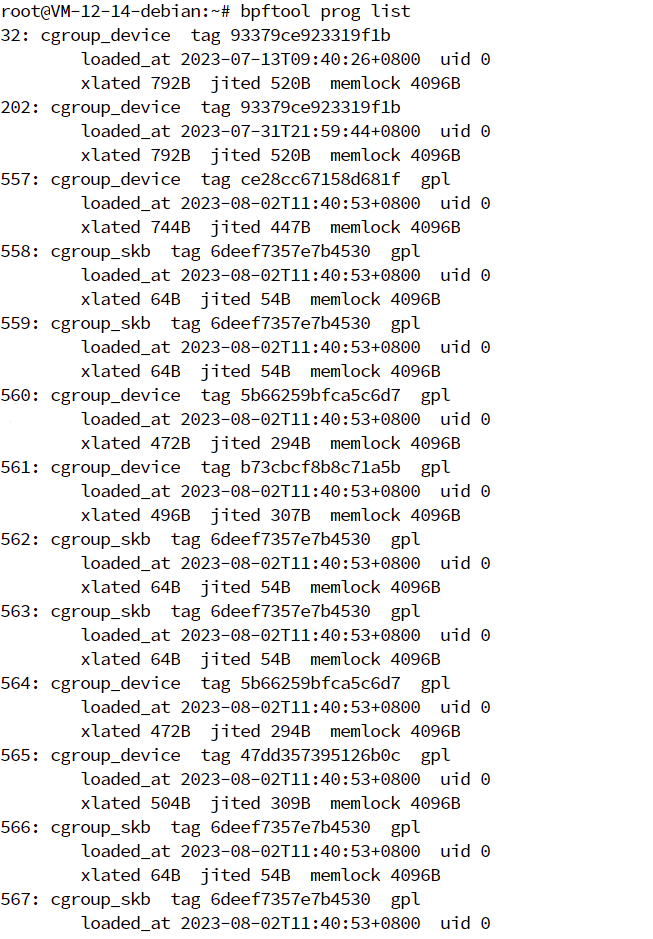 root@VM-12-14-debian:~# bpftool prog list
32: cgroup_device  tag 93379ce923319f1b
        loaded_at 2023-07-13T09:40:26+0800  uid 0
        xlated 792B  jited 520B  memlock 4096B
202: cgroup_device  tag 93379ce923319f1b
        loaded_at 2023-07-31T21:59:44+0800  uid 0
        xlated 792B  jited 520B  memlock 4096B
557: cgroup_device  tag ce28cc67158d681f  gpl
        loaded_at 2023-08-02T11:40:53+0800  uid 0
        xlated 744B  jited 447B  memlock 4096B
558: cgroup_skb  tag 6deef7357e7b4530  gpl
        loaded_at 2023-08-02T11:40:53+0800  uid 0
        xlated 64B  jited 54B  memlock 4096B
559: cgroup_skb  tag 6deef7357e7b4530  gpl
        loaded_at 2023-08-02T11:40:53+0800  uid 0
        xlated 64B  jited 54B  memlock 4096B
560: cgroup_device  tag 5b66259bfca5c6d7  gpl
        loaded_at 2023-08-02T11:40:53+0800  uid 0
        xlated 472B  jited 294B  memlock 4096B
561: cgroup_device  tag b73cbcf8b8c71a5b  gpl
        loaded_at 2023-08-02T11:40:53+0800  uid 0
        xlated 496B  jited 307B  memlock 4096B
562: cgroup_skb  tag 6deef7357e7b4530  gpl
        loaded_at 2023-08-02T11:40:53+0800  uid 0
        xlated 64B  jited 54B  memlock 4096B
563: cgroup_skb  tag 6deef7357e7b4530  gpl
        loaded_at 2023-08-02T11:40:53+0800  uid 0
        xlated 64B  jited 54B  memlock 4096B
564: cgroup_device  tag 5b66259bfca5c6d7  gpl
        loaded_at 2023-08-02T11:40:53+0800  uid 0
        xlated 472B  jited 294B  memlock 4096B
565: cgroup_device  tag 47dd357395126b0c  gpl
        loaded_at 2023-08-02T11:40:53+0800  uid 0
        xlated 504B  jited 309B  memlock 4096B
566: cgroup_skb  tag 6deef7357e7b4530  gpl
        loaded_at 2023-08-02T11:40:53+0800  uid 0
        xlated 64B  jited 54B  memlock 4096B
567: cgroup_skb  tag 6deef7357e7b4530  gpl
        loaded_at 2023-08-02T11:40:53+0800  uid 0